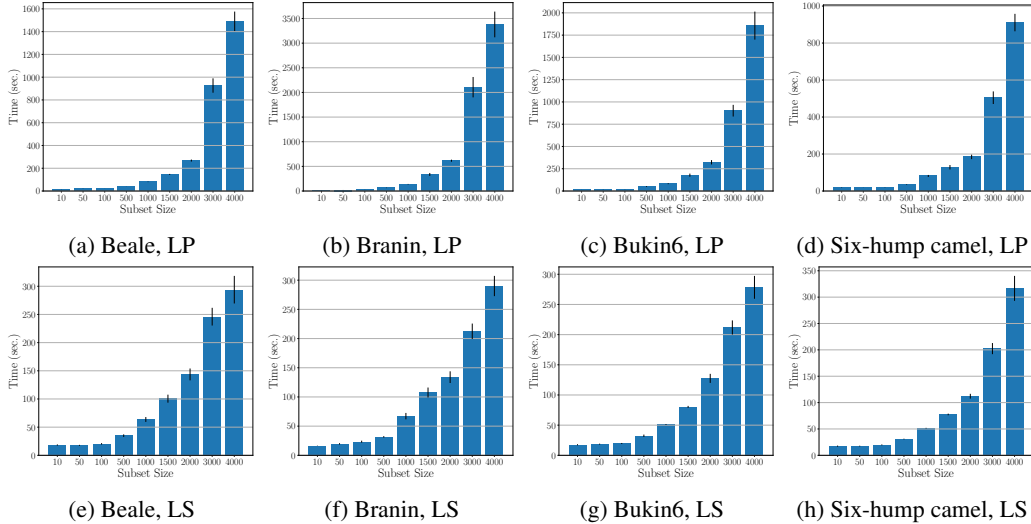 1600
1400
1200
1000
800
600
400
200
0
Time (sec.)
10 50 100 500 1000 1500 2000 3000 4000
Subset Size
(a) Beale, LP
3500
3000
2500
2000
1500
1000
500
0
Time (sec.)
10 50 100 500 1000 1500 2000 3000 4000
Subset Size
(b) Branin, LP
2000
1750
1500
1250
1000
750
500
250
0
Time (sec.)
10 50 100 500 1000 1500 2000 3000 4000
Subset Size
(c) Bukin6, LP
1000
800
600
400
200
0
Time (sec.)
10 50 100 500 1000 1500 2000 3000 4000
Subset Size
(d) Six-hump camel, LP
300
250
200
150
100
50
0
Time (sec.)
10 50 100 500 1000 1500 2000 3000 4000
Subset Size
(e) Beale, LS
300
250
200
150
100
50
0
Time (sec.)
10 50 100 500 1000 1500 2000 3000 4000
Subset Size
(f) Branin, LS
300
250
200
150
100
50
0
Time (sec.)
10 50 100 500 1000 1500 2000 3000 4000
Subset Size
(g) Bukin6, LS
350
300
250
200
150
100
50
0
Time (sec.)
10 50 100 500 1000 1500 2000 3000 4000
Subset Size
(h) Six-hump camel, LS